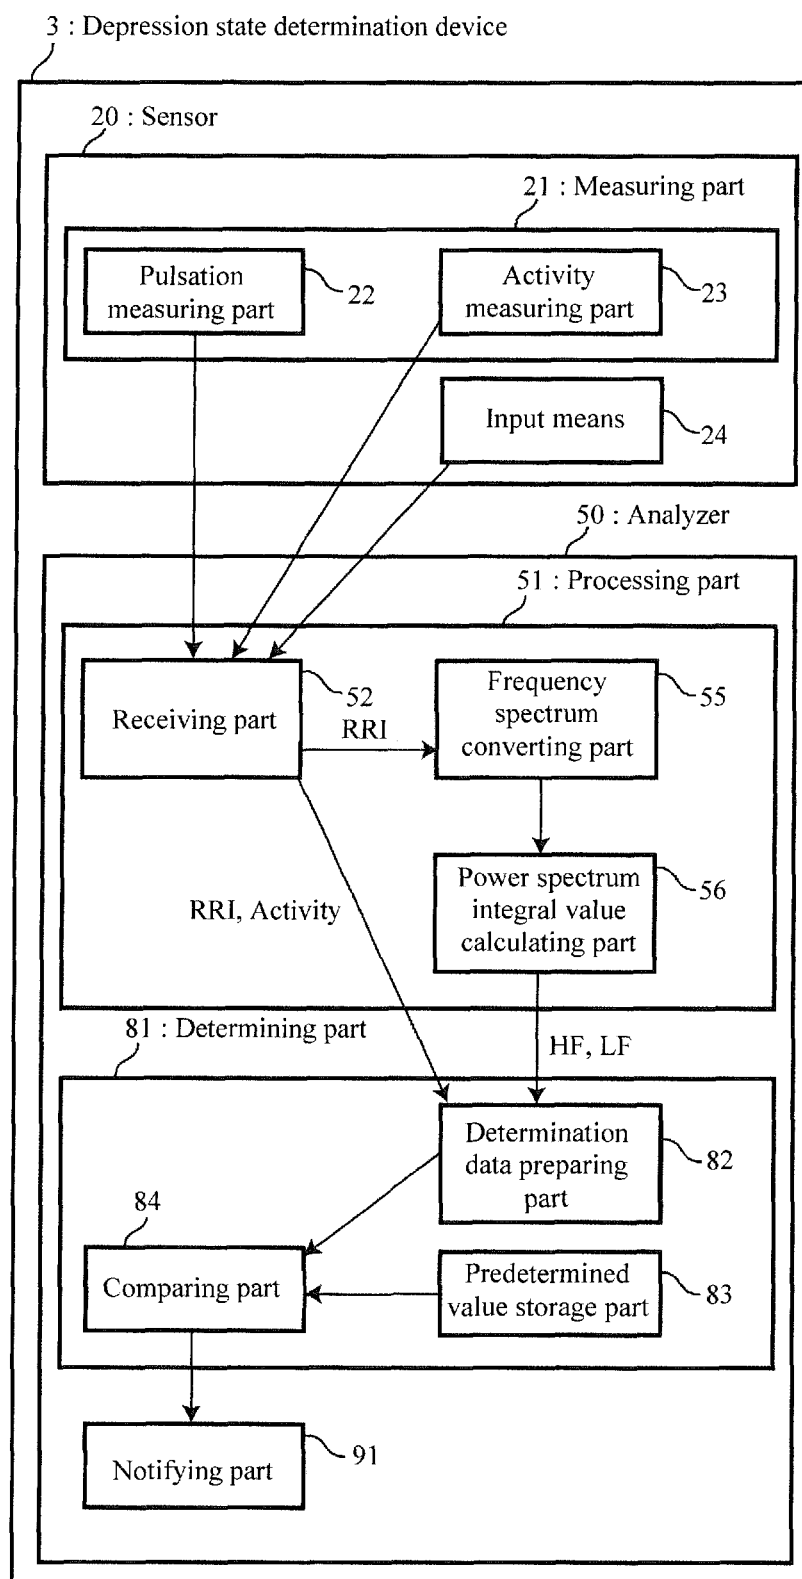 3 : Depression state determination device
20 : Sensor
21 : Measuring part
Pulsation
measuring part
22
Activity
measuring part
23
Input means
24
50 : Analyzer
51 : Processing part
Receiving part
52
RRI
Frequency
spectrum
converting part
55
Power spectrum
integral value
calculating part
56
RRI, Activity
HF, LF
81 : Determining part
Determination
data preparing
part
82
84
Comparing part
Predetermined
value storage part
83
Notifying part
91